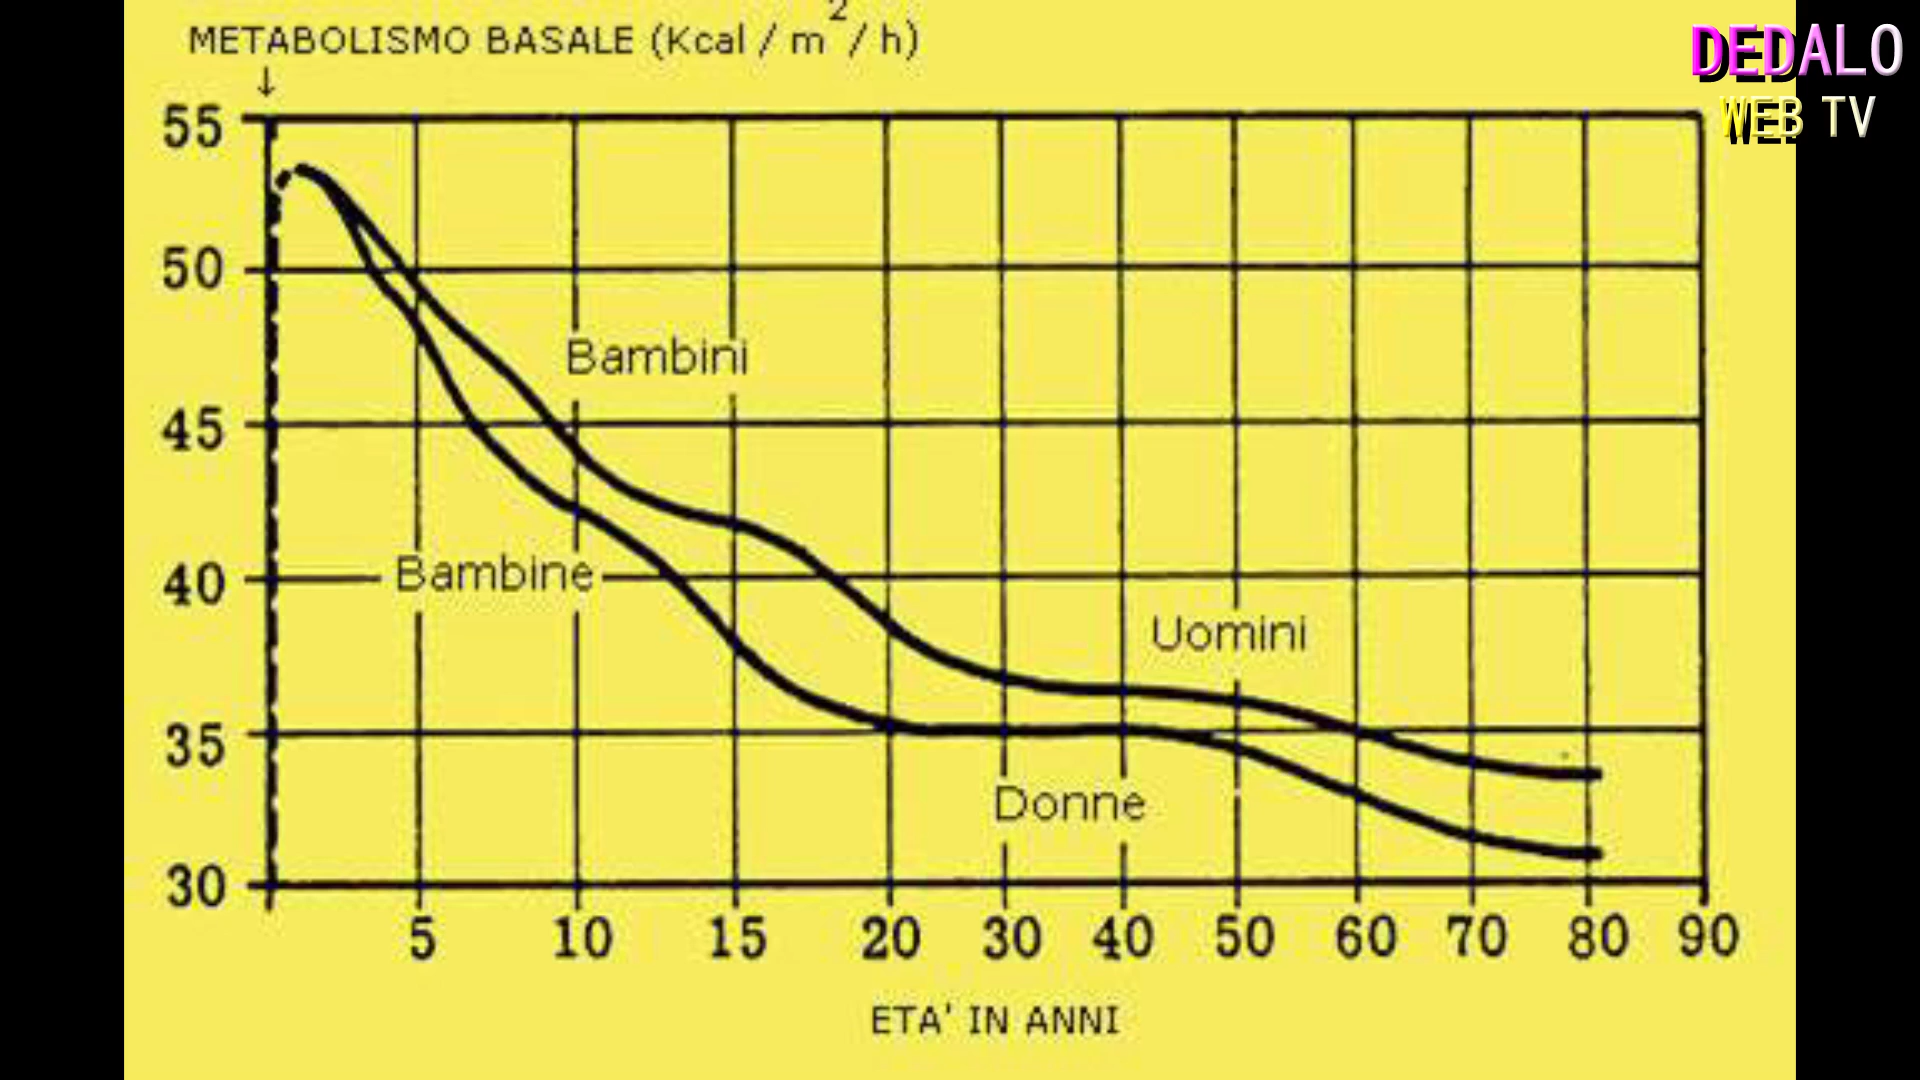 METABOLISMO BASALE (Kcal / m² / h)
DEDALO
WEB TV
55
50
45
40
35
30
Bambini
Bambine
Uomini
Donne
5 10 15 20 30 40 50 60 70 80 90
ETA' IN ANNI